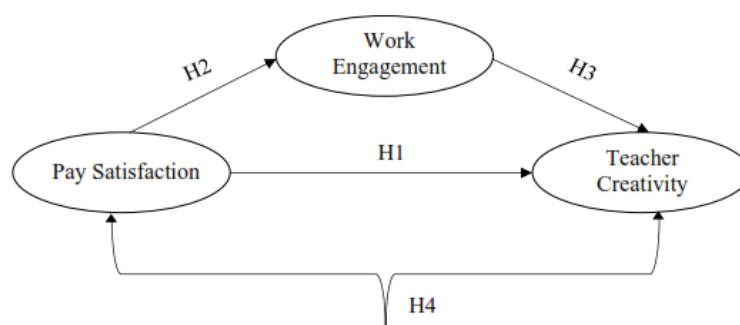 Work
Engagement
H2
H3
Pay Satisfaction
H1
Teacher
Creativity
H4